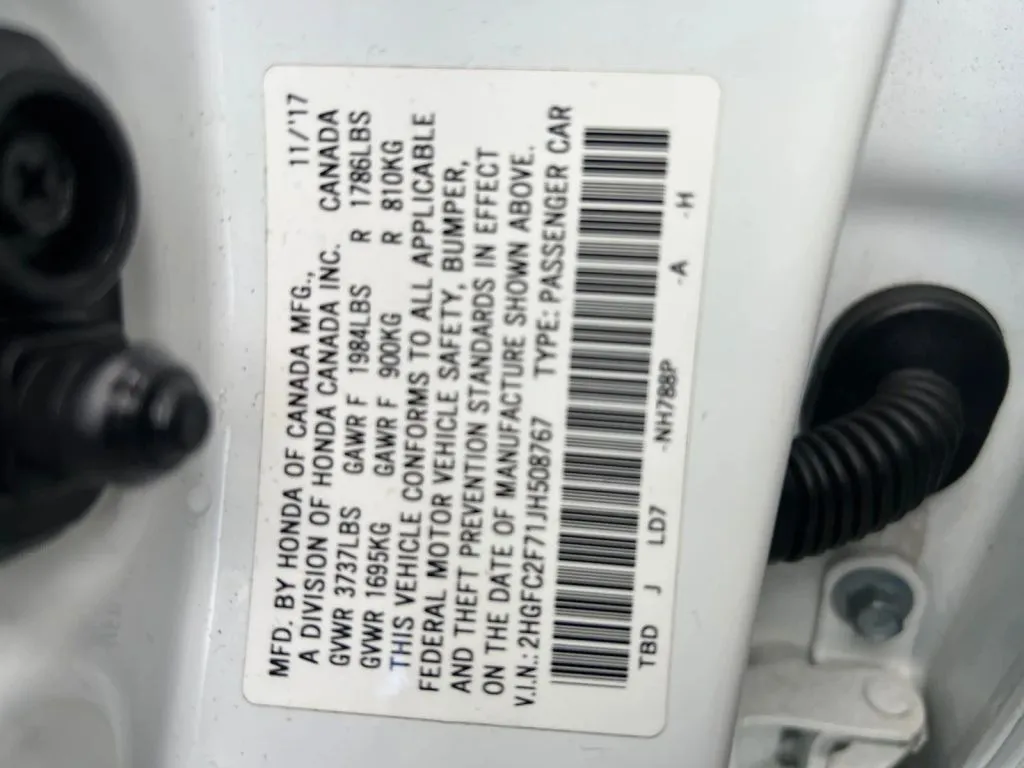 MFD. BY HONDA OF CANADA MFG., 11/'17
A DIVISION OF HONDA CANADA INC. CANADA
GVWR 3737LBS GAWR F 1984LBS R 1786LBS
GVWR 1695KG GAWR F 900KG R 810KG
THIS VEHICLE CONFORMS TO ALL APPLICABLE
FEDERAL MOTOR VEHICLE SAFETY, BUMPER,
AND THEFT PREVENTION STANDARDS IN EFFECT
ON THE DATE OF MANUFACTURE SHOWN ABOVE.
V.I.N.: 2HGFC2F71JH508767 TYPE: PASSENGER CAR
TBD J LD7 -NH788P -A -H